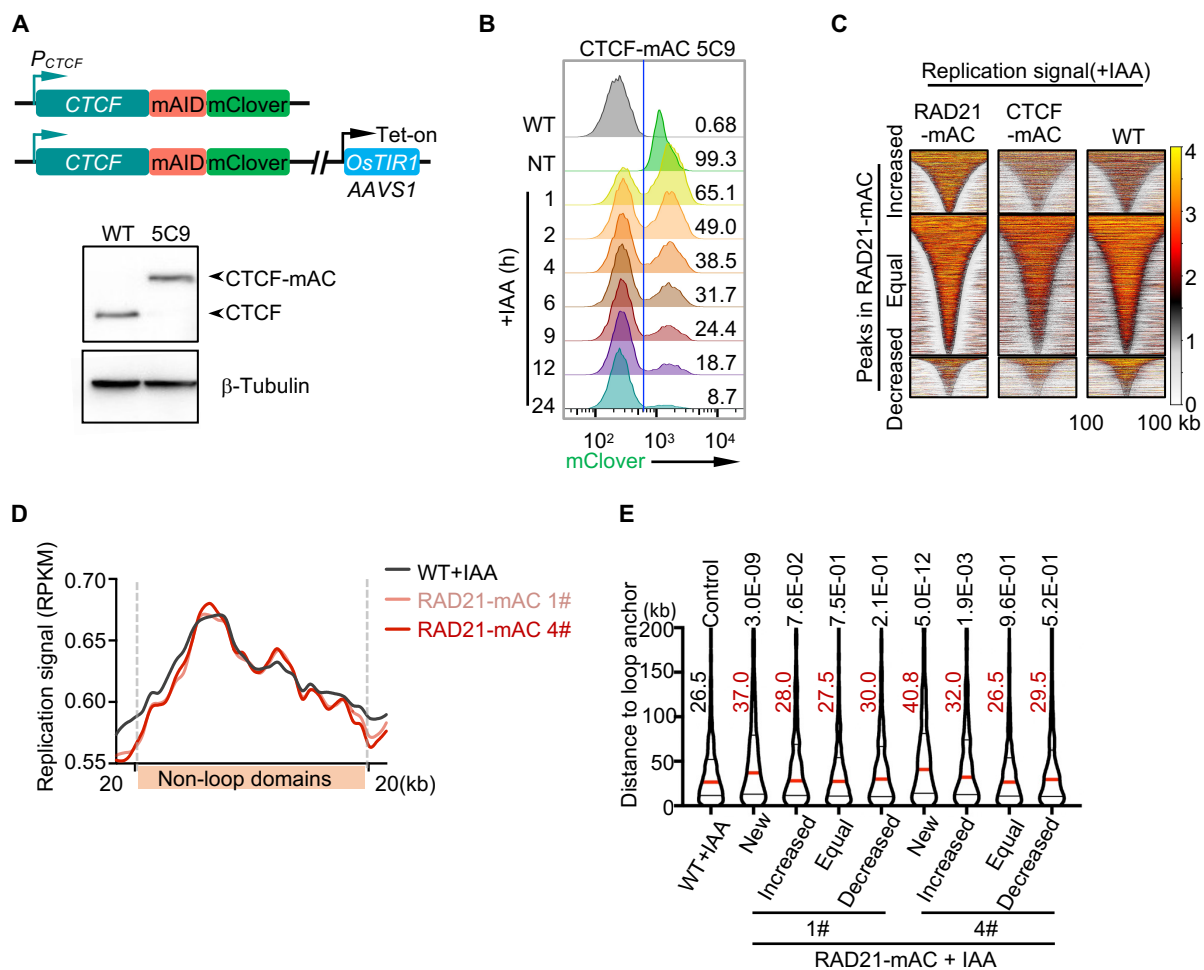 A
P_CTCF
CTCF mAID mClover
Tet-on
CTCF mAID mClover // OsTIR1
AAVS1
WT 5C9
CTCF-mAC
CTCF
β-Tubulin
B
CTCF-mAC 5C9
WT 0.68
NT 99.3
+IAA (h)
1 65.1
2 49.0
4 38.5
6 31.7
9 24.4
12 18.7
24 8.7
10² 10³ 10⁴
mClover
C
Replication signal(+IAA)
RAD21 -mAC
CTCF -mAC
WT
Peaks in RAD21-mAC
Increased
Equal
Decreased
4
3
2
1
0
100 100 kb
D
Replication signal (RPKM)
0.70
0.65
0.60
0.55
WT+IAA
RAD21-mAC 1#
RAD21-mAC 4#
20 Non-loop domains 20(kb)
E
Distance to loop anchor
(kb)
200
150
100
50
0
Control 3.0E-09 7.6E-02 7.5E-01 2.1E-01 5.0E-12 1.9E-03 9.6E-01 5.2E-01
26.5 37.0 28.0 27.5 30.0 40.8 32.0 26.5 29.5
WT+IAA New Increased Equal Decreased New Increased Equal Decreased
1# 4#
RAD21-mAC + IAA